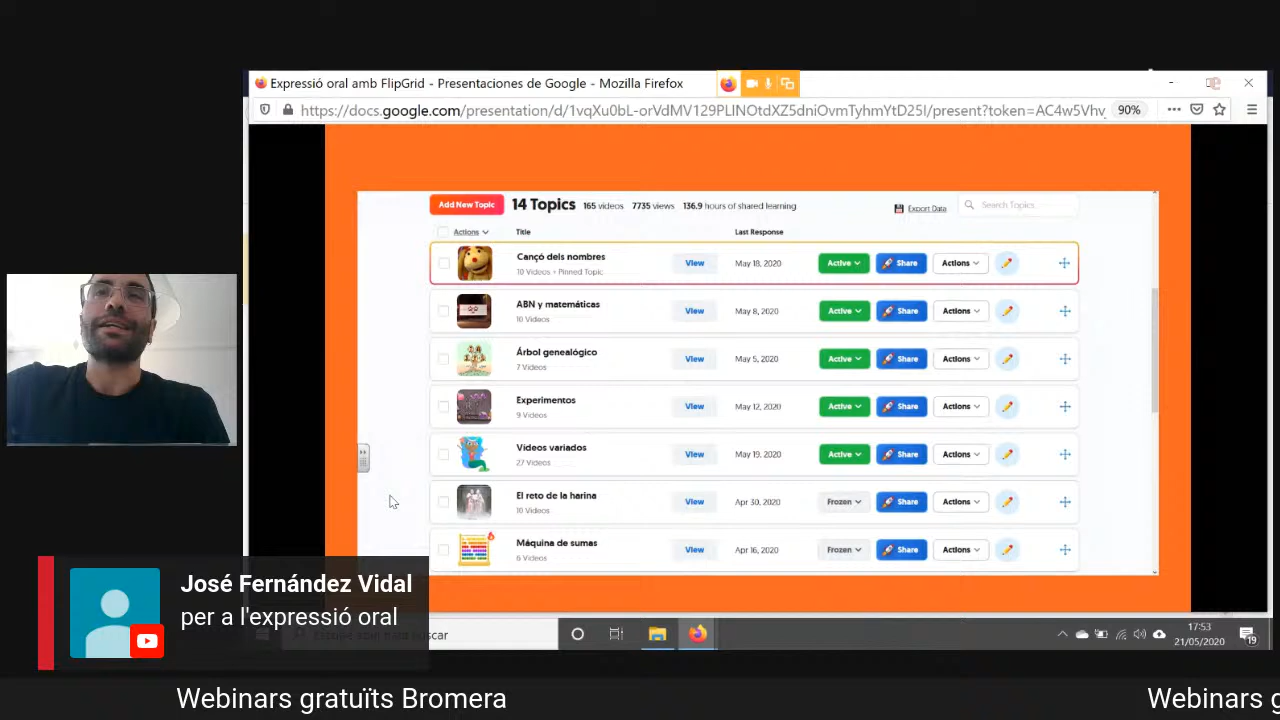 Expressió oral amb FlipGrid - Presentaciones de Google - Mozilla Firefox
https://docs.google.com/presentation/d/1vqXu0bL-orVdMV129PLlNOtdXZ5dniOvmTyhmYtD25I/present?token=AC4w5Vhv_ 90%
Add New Topic 14 Topics 165 videos 7735 views 136.9 hours of shared learning Export Data Search Topics
Actions Title Last Response
Cançó dels nombres
10 Videos + Pinned Topic
View May 18, 2020 Active Share Actions
ABN y matemáticas
10 Videos
View May 8, 2020 Active Share Actions
Árbol genealógico
7 Videos
View May 5, 2020 Active Share Actions
Experimentos
9 Videos
View May 12, 2020 Active Share Actions
Vídeos variados
27 Videos
View May 19, 2020 Active Share Actions
El reto de la harina
10 Videos
View Apr 30, 2020 Frozen Share Actions
Máquina de sumas
6 Videos
View Apr 16, 2020 Frozen Share Actions
José Fernández Vidal
per a l'expressió oral
buscar
17:53
21/05/2020
19
Webinars gratuïts Bromera
Webinars g